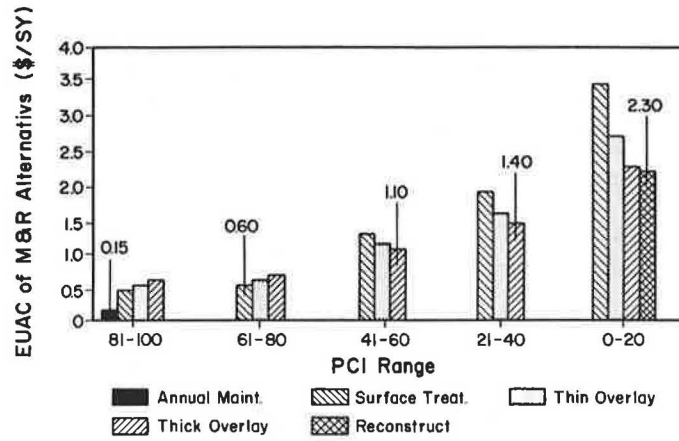 EUAC of M&R Alternativs ($/SY)
4.0
3.5
3.0
2.5
2.0
1.5
1.0
0.5
0
0.15
0.60
1.10
1.40
2.30
81-100
61-80
41-60
21-40
0-20
PCI Range
Annual Maint.
Surface Treat.
Thin Overlay
Thick Overlay
Reconstruct